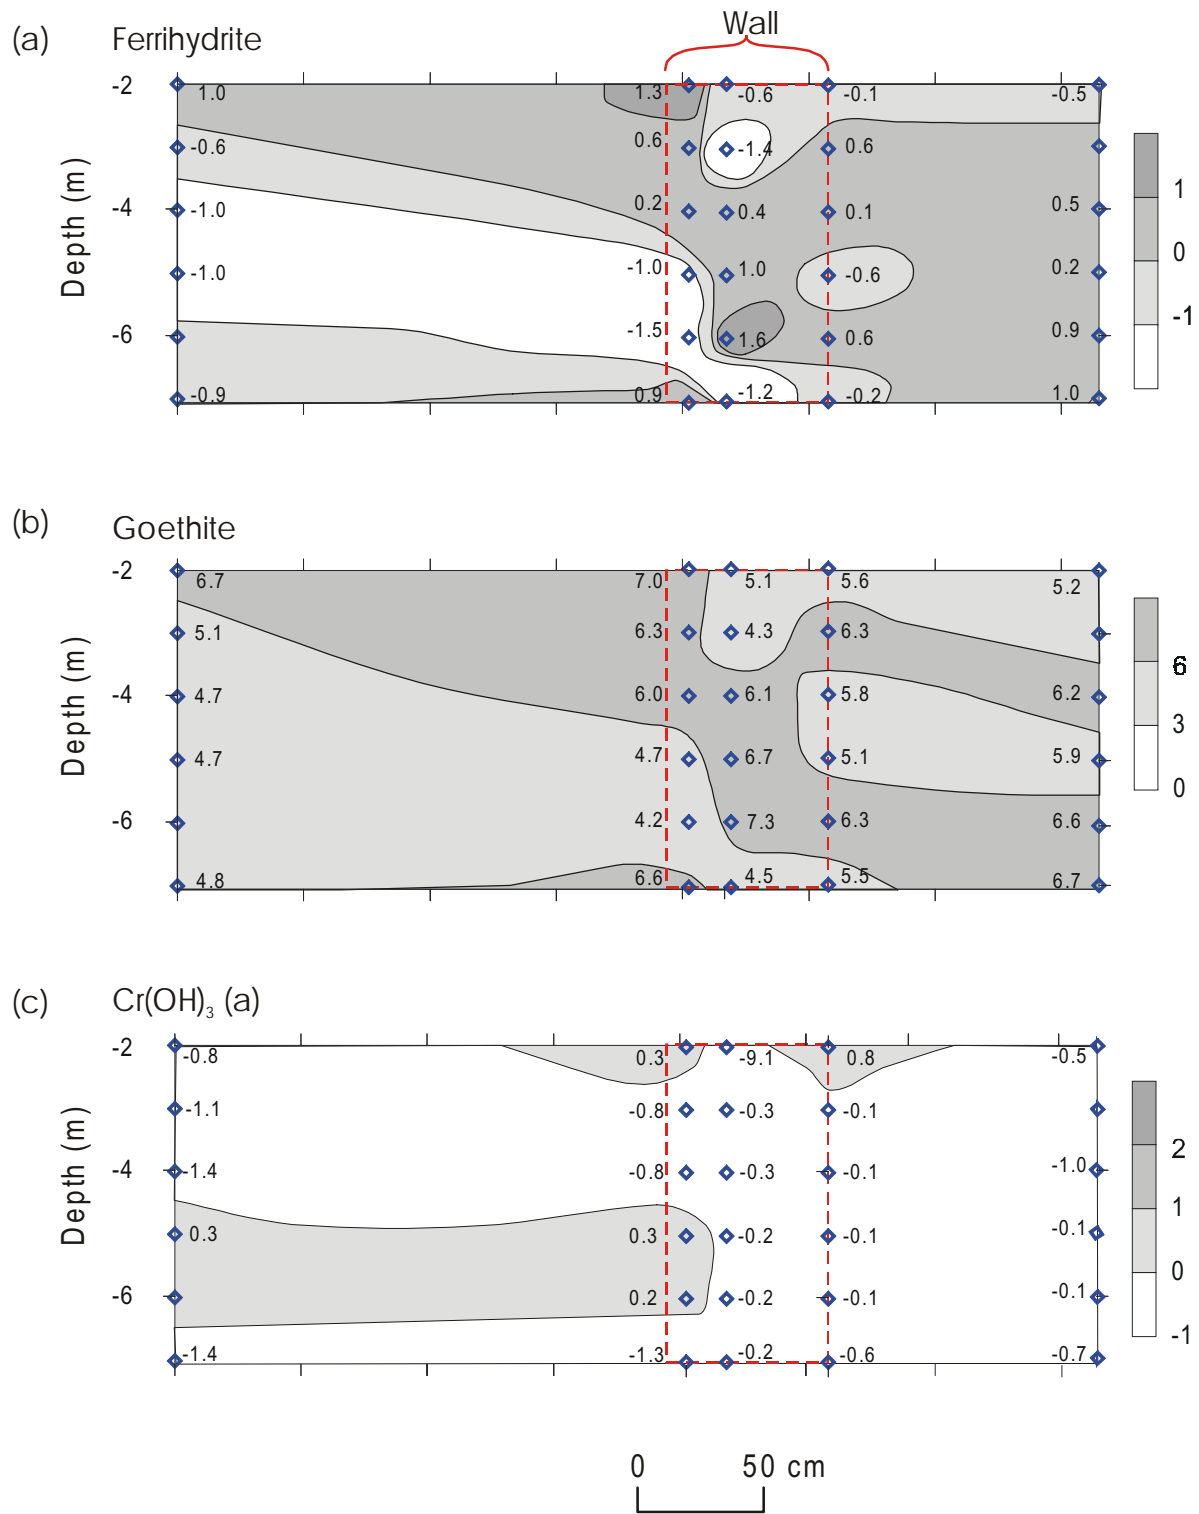 Wall
(a) Ferrihydrite
-2 1.0 1.3 -0.6 -0.1 -0.5
-0.6 0.6 -1.4 0.6
-4 -1.0 0.2 0.4 0.1 0.5 1
-1.0 -1.0 1.0 -0.6 0.2 0
-6 -1.5 1.6 0.6 0.9 -1
-0.9 0.9 -1.2 -0.2 1.0
Depth (m)
(b) Goethite
-2 6.7 7.0 5.1 5.6 5.2
5.1 6.3 4.3 6.3 6
-4 4.7 6.0 6.1 5.8 6.2 3
4.7 4.7 6.7 5.1 5.9 0
-6 4.2 7.3 6.3 6.6
4.8 6.6 4.5 5.5 6.7
Depth (m)
(c) Cr(OH)₃ (a)
-2 -0.8 0.3 -9.1 0.8 -0.5
-1.1 -0.8 -0.3 -0.1 2
-4 -1.4 -0.8 -0.3 -0.1 -1.0 1
0.3 0.3 -0.2 -0.1 -0.1 0
-6 0.2 -0.2 -0.1 -0.1 -1
-1.4 -1.3 -0.2 -0.6 -0.7
Depth (m)
0 50 cm